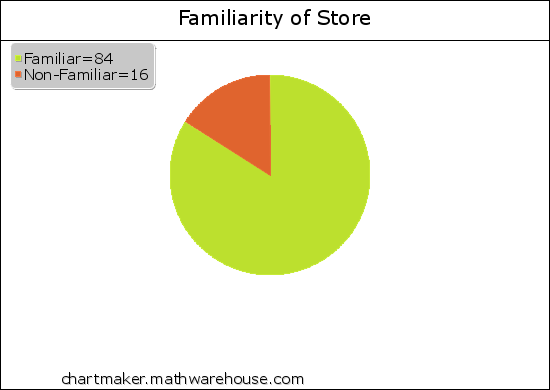 Familiarity of Store
Familiar=84
Non-Familiar=16
chartmaker.mathwarehouse.com